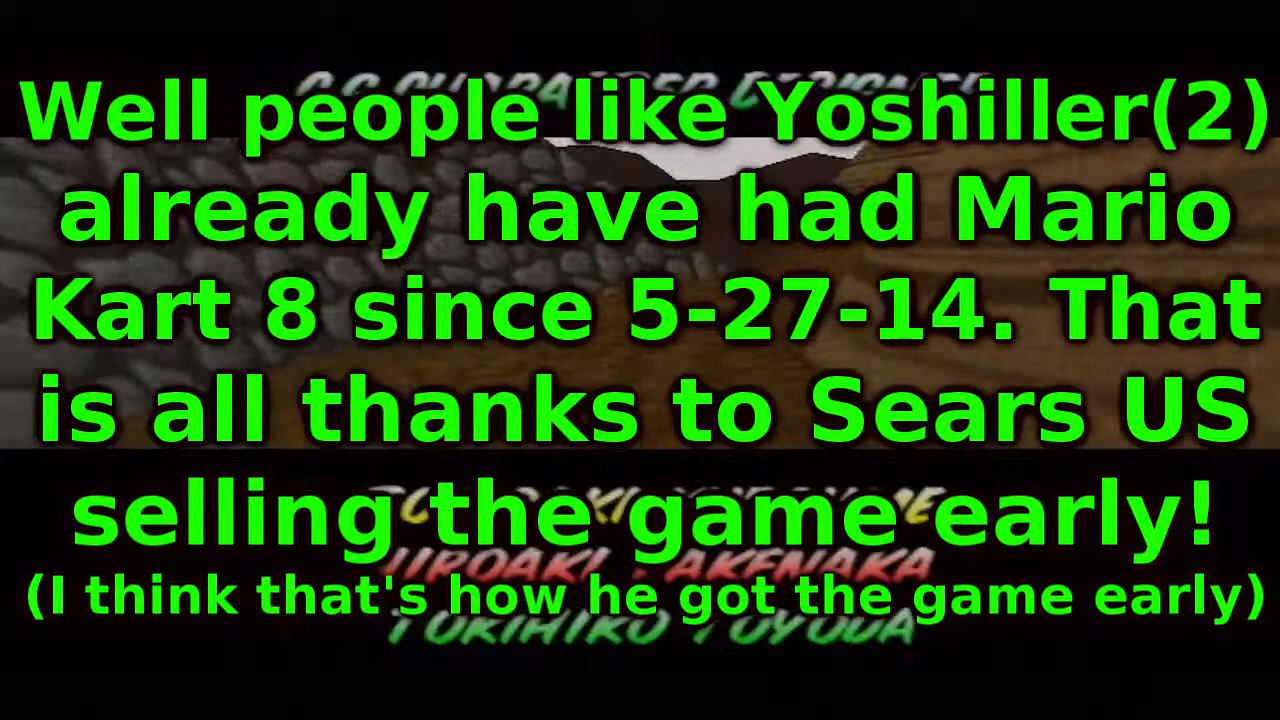 Well people like Yoshiller(2)
already have had Mario
Kart 8 since 5-27-14. That
is all thanks to Sears US
selling the game early!
(I think that's how he got the game early)